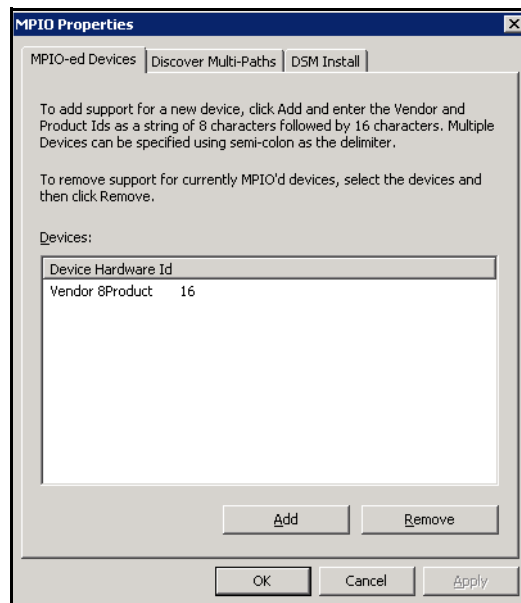 MPIO Properties
MPIO-ed Devices Discover Multi-Paths DSM Install
To add support for a new device, click Add and enter the Vendor and
Product Ids as a string of 8 characters followed by 16 characters. Multiple
Devices can be specified using semi-colon as the delimiter.
To remove support for currently MPIO'd devices, select the devices and
then click Remove.
Devices:
Device Hardware Id
Vendor 8Product 16
Add Remove
OK Cancel Apply